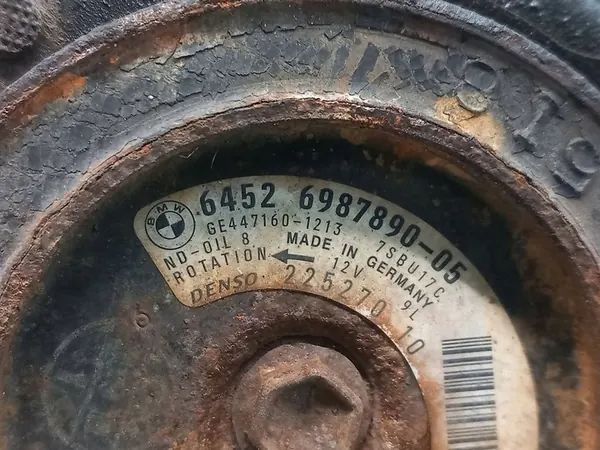 BMW
6452 6987890-05
GE447160-1213 7SBU17C
ND-OIL 8 MADE IN GERMANY 9L
ROTATION 12V
DENSO 225270 10